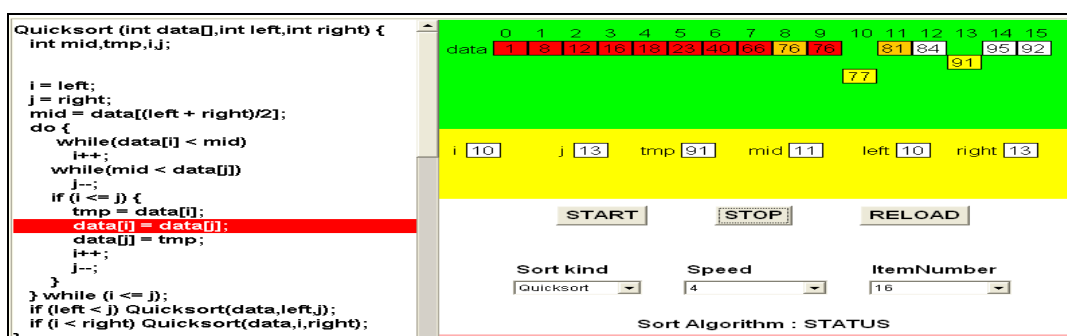 Quicksort (int data[],int left,int right) {
int mid,tmp,i,j;
i = left;
j = right;
mid = data[(left + right)/2];
do {
while(data[i] < mid)
i++;
while(mid < data[j])
j--;
if (i <= j) {
tmp = data[i];
data[i] = data[j];
data[j] = tmp;
i++;
j--;
}
} while (i <= j);
if (left < j) Quicksort(data,left,j);
if (i < right) Quicksort(data,i,right);
0 1 2 3 4 5 6 7 8 9 10 11 12 13 14 15
data 1 8 12 16 18 23 40 66 76 76 81 84 95 92
91
77
i 10 j 13 tmp 91 mid 11 left 10 right 13
START STOP RELOAD
Sort kind Speed ItemNumber
Quicksort 4 16
Sort Algorithm : STATUS